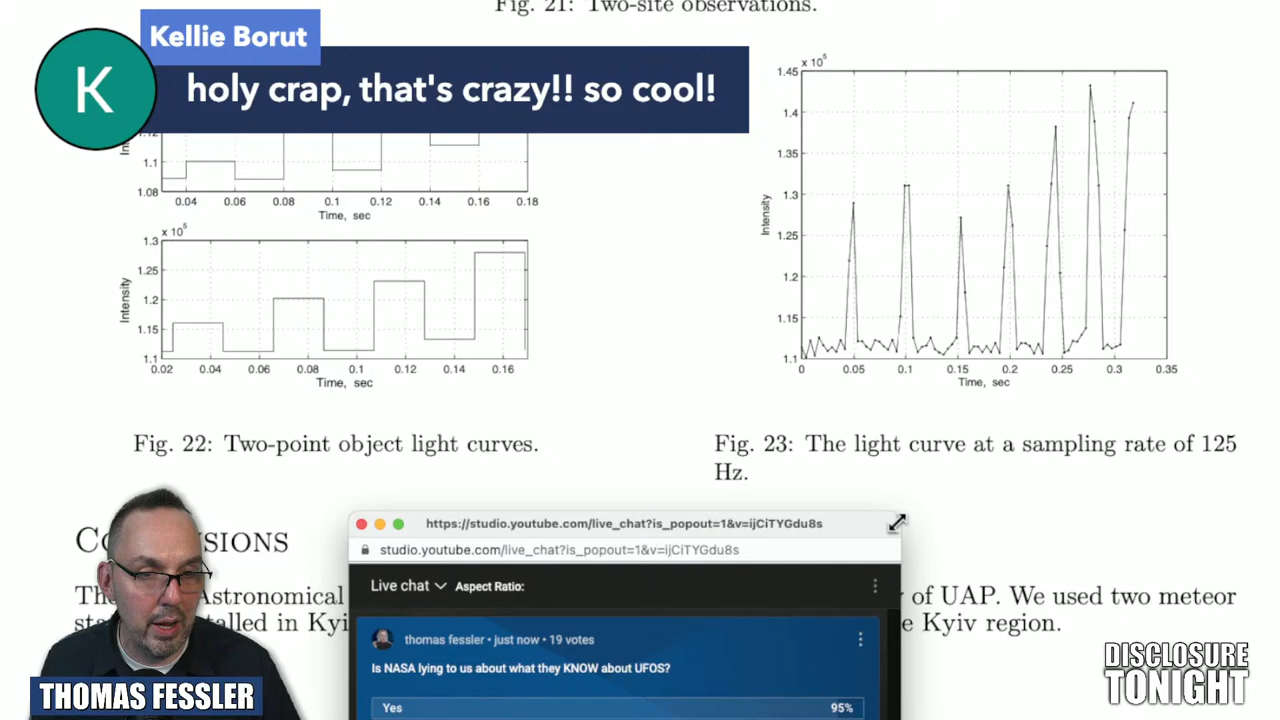 Fig. 21: Two-site observations.
Kellie Borut
K
holy crap, that's crazy!! so cool!
1.1
1.08
0.04 0.06 0.08 0.1 0.12 0.14 0.16 0.18
Time, sec
x 10⁵
1.3
1.25
1.2
1.15
1.1
Intensity
0.02 0.04 0.06 0.08 0.1 0.12 0.14 0.16
Time, sec
Fig. 22: Two-point object light curves.
x 10⁵
1.45
1.4
1.35
1.3
1.25
1.2
1.15
1.1
Intensity
0 0.05 0.1 0.15 0.2 0.25 0.3 0.35
Time, sec
Fig. 23: The light curve at a sampling rate of 125
Hz.
Astronomical
of UAP. We used two meteor
Kyiv region.
https://studio.youtube.com/live_chat?is_popout=1&v=ijCiTYGdu8s
studio.youtube.com/live_chat?is_popout=1&v=ijCiTYGdu8s
Live chat Aspect Ratio:
thomas fessler • just now • 19 votes
Is NASA lying to us about what they KNOW about UFOS?
Yes 95%
THOMAS FESSLER
DISCLOSURE
TONIGHT